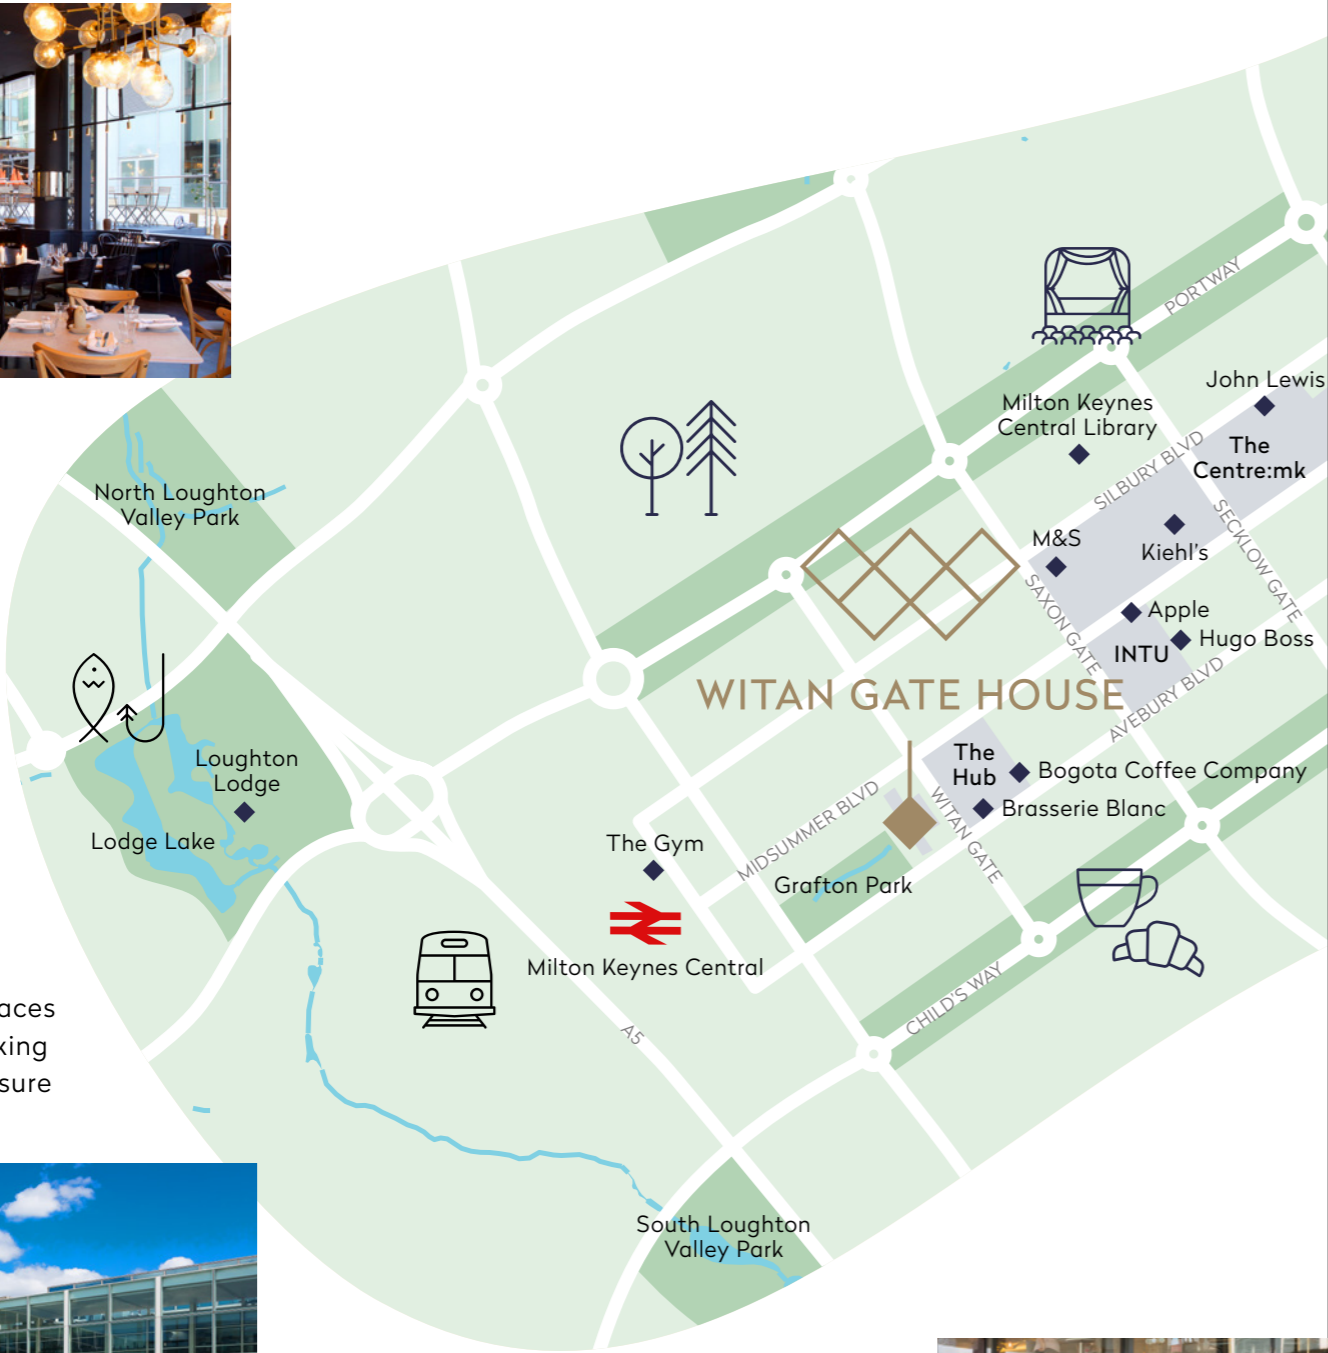 PORTWAY
John Lewis
Milton Keynes
Central Library
SILBURY BLVD
The
Centre:mk
North Loughton
Valley Park
M&S
Kiehl's
SECKLOW GATE
SAXON GATE
Apple
INTU
Hugo Boss
WITAN GATE HOUSE
AVEBURY BLVD
Loughton
Lodge
The
Hub
Bogota Coffee Company
Brasserie Blanc
MIDSUMMER BLVD
WITAN GATE
Lodge Lake
The Gym
Grafton Park
Milton Keynes Central
CHILD'S WAY
A5
aces
king
sure
South Loughton
Valley Park